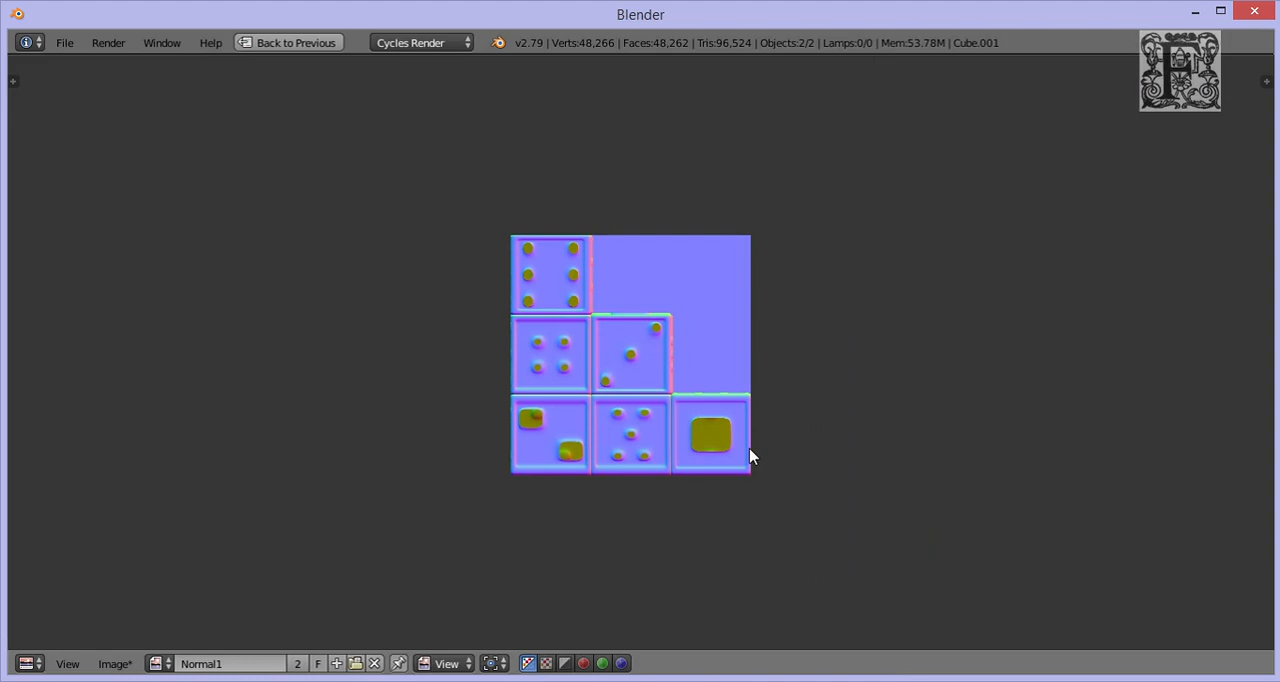 Blender
File Render Window Help Back to Previous Cycles Render v2.79 | Verts:48,266 | Faces:48,262 | Tris:96,524 | Objects:2/2 | Lamps:0/0 | Mem:53.78M | Cube.001
F
View Image* Normal1 2 F View